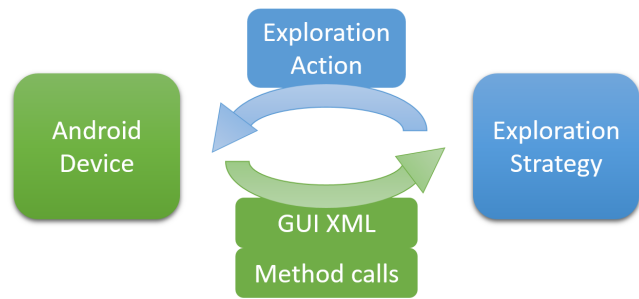 Exploration
Action
Android
Device
Exploration
Strategy
GUI XML
Method calls